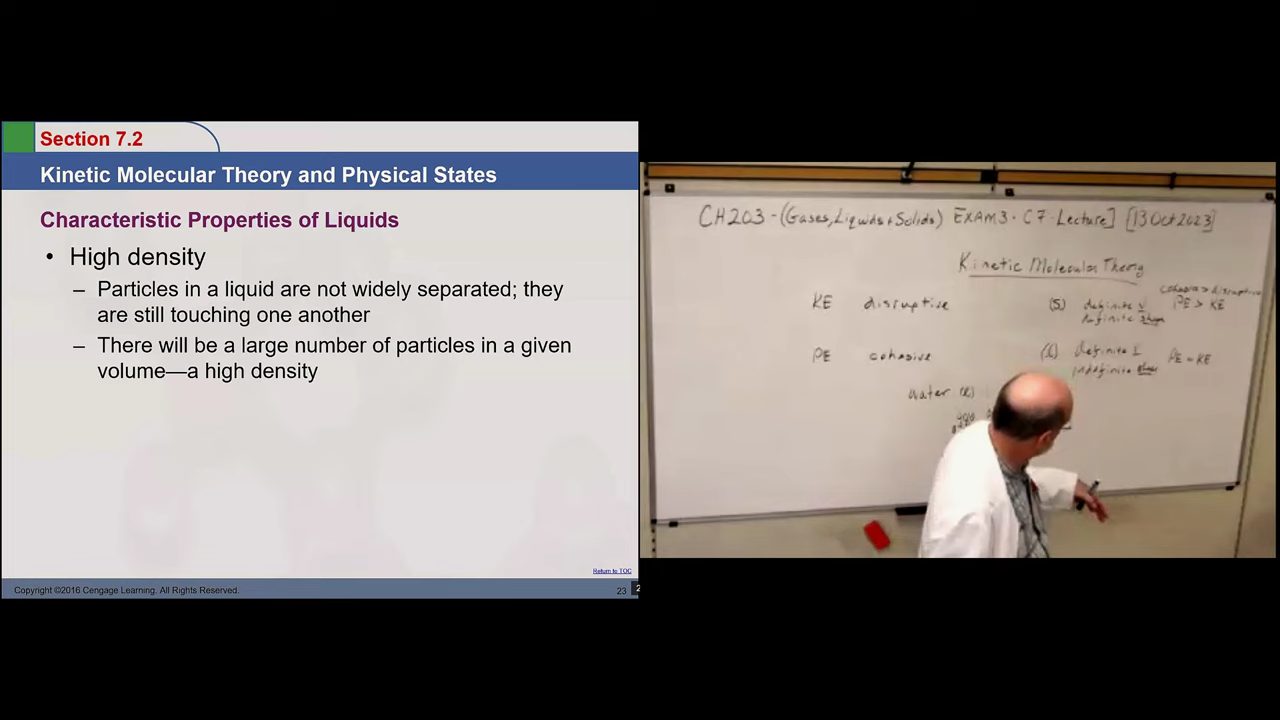 Section 7.2
Kinetic Molecular Theory and Physical States
Characteristic Properties of Liquids
• High density
– Particles in a liquid are not widely separated; they
are still touching one another
– There will be a large number of particles in a given
volume—a high density
Return to TOC
Copyright ©2016 Cengage Learning. All Rights Reserved.
23
CH203 - (Gases, Liquids + Solids) EXAM 3 - C7 - Lecture] [13 Oct 2023]
Kinetic Molecular Theory
cohesive > disruptive
KE disruptive
(s) definite V PE > KE
definite shape
PE cohesive
(l) definite PE = KE
indefinite shape
water (l)